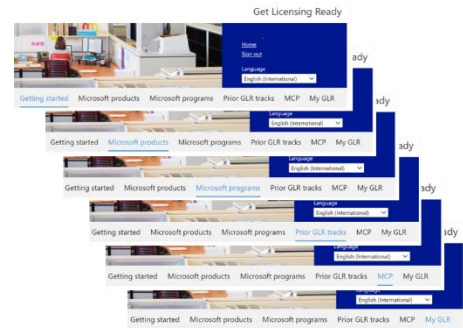 Get Licensing Ready
Home
Sign out
Language
English (International)
ady
Getting started Microsoft products Microsoft programs Prior GLR tracks MCP My GLR
Language
English (International)
ady
Getting started Microsoft products Microsoft programs Prior GLR tracks MCP My GLR
Language
English (International)
ady
Getting started Microsoft products Microsoft programs Prior GLR tracks MCP My GLR
Language
English (International)
ady
Getting started Microsoft products Microsoft programs Prior GLR tracks MCP My GLR
Language
English (International)
ady
Getting started Microsoft products Microsoft programs Prior GLR tracks MCP My GLR
English (International)
Getting started Microsoft products Microsoft programs Prior GLR tracks MCP My GLR